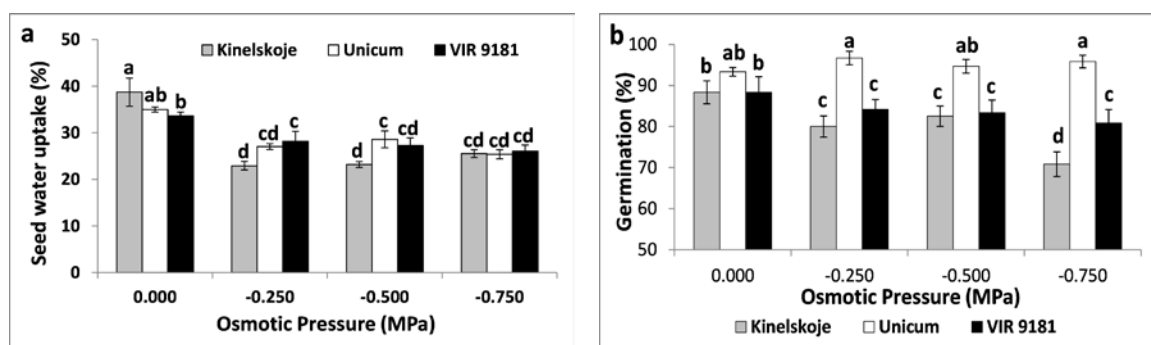 a
50
40
30
20
10
0
Seed water uptake (%)
Kinelskoje Unicum VIR 9181
a ab b
d cd c
d c cd
cd cd cd
0.000 -0.250 -0.500 -0.750
Osmotic Pressure (MPa)
b
100
90
80
70
60
50
Germination (%)
b ab b
c a c
c ab c
d a c
0.000 -0.250 -0.500 -0.750
Osmotic Pressure (MPa)
Kinelskoje Unicum VIR 9181